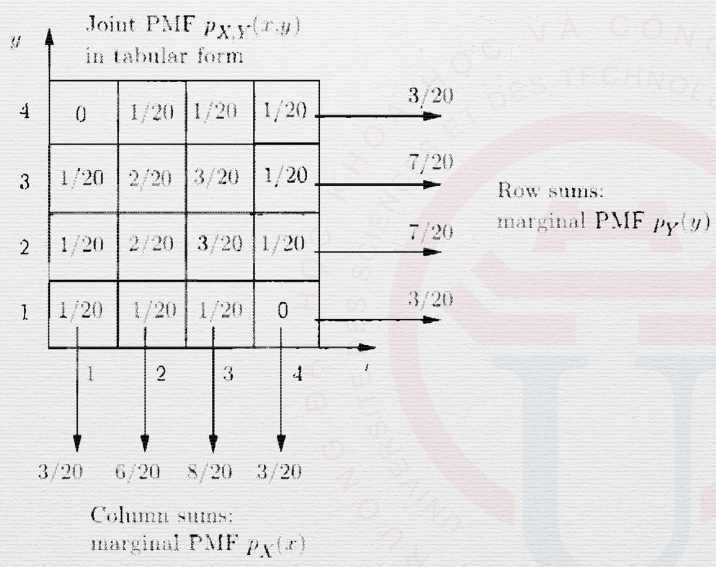 Joint PMF p_{X,Y}(x,y)
in tabular form
y
4 0 1/20 1/20 1/20 3/20
3 1/20 2/20 3/20 1/20 7/20
2 1/20 2/20 3/20 1/20 7/20
1 1/20 1/20 1/20 0 3/20
Row sums:
marginal PMF p_Y(y)
1 2 3 4
3/20 6/20 8/20 3/20
Column sums:
marginal PMF p_X(x)
VÀ CÔNG